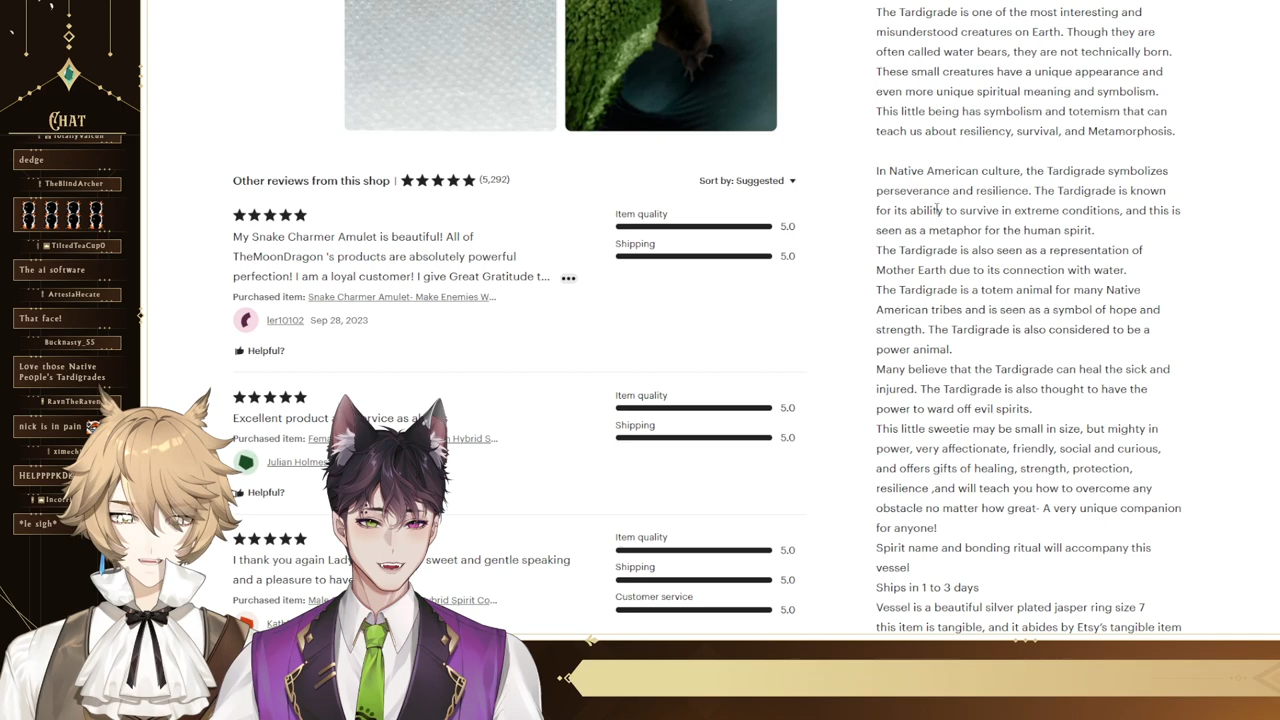 CHAT
dedge
TheBlindArcher
TiltedTeaCup0
The ai software
ArtesiaHecate
That face!
Bucknasty_55
Love those Native
People's Tardigrades
RavnTheRaven
nick is in pain
HELPPPPKD
*le sigh*
Other reviews from this shop | (5,292)
Sort by: Suggested
My Snake Charmer Amulet is beautiful! All of
TheMoonDragon 's products are absolutely powerful
perfection! I am a loyal customer! I give Great Gratitude t...
Purchased item: Snake Charmer Amulet- Make Enemies W...
ler10102 Sep 28, 2023
Helpful?
Item quality 5.0
Shipping 5.0
Excellent product
Purchased item:
Julian Holmes
Helpful?
Item quality 5.0
Shipping 5.0
I thank you again sweet and gentle speaking
and a pleasure to
Purchased item:
Item quality 5.0
Shipping 5.0
Customer service 5.0
The Tardigrade is one of the most interesting and
misunderstood creatures on Earth. Though they are
often called water bears, they are not technically born.
These small creatures have a unique appearance and
even more unique spiritual meaning and symbolism.
This little being has symbolism and totemism that can
teach us about resiliency, survival, and Metamorphosis.
In Native American culture, the Tardigrade symbolizes
perseverance and resilience. The Tardigrade is known
for its ability to survive in extreme conditions, and this is
seen as a metaphor for the human spirit.
The Tardigrade is also seen as a representation of
Mother Earth due to its connection with water.
The Tardigrade is a totem animal for many Native
American tribes and is seen as a symbol of hope and
strength. The Tardigrade is also considered to be a
power animal.
Many believe that the Tardigrade can heal the sick and
injured. The Tardigrade is also thought to have the
power to ward off evil spirits.
This little sweetie may be small in size, but mighty in
power, very affectionate, friendly, social and curious,
and offers gifts of healing, strength, protection,
resilience ,and will teach you how to overcome any
obstacle no matter how great- A very unique companion
for anyone!
Spirit name and bonding ritual will accompany this
vessel
Ships in 1 to 3 days
Vessel is a beautiful silver plated jasper ring size 7
this item is tangible, and it abides by Etsy's tangible item